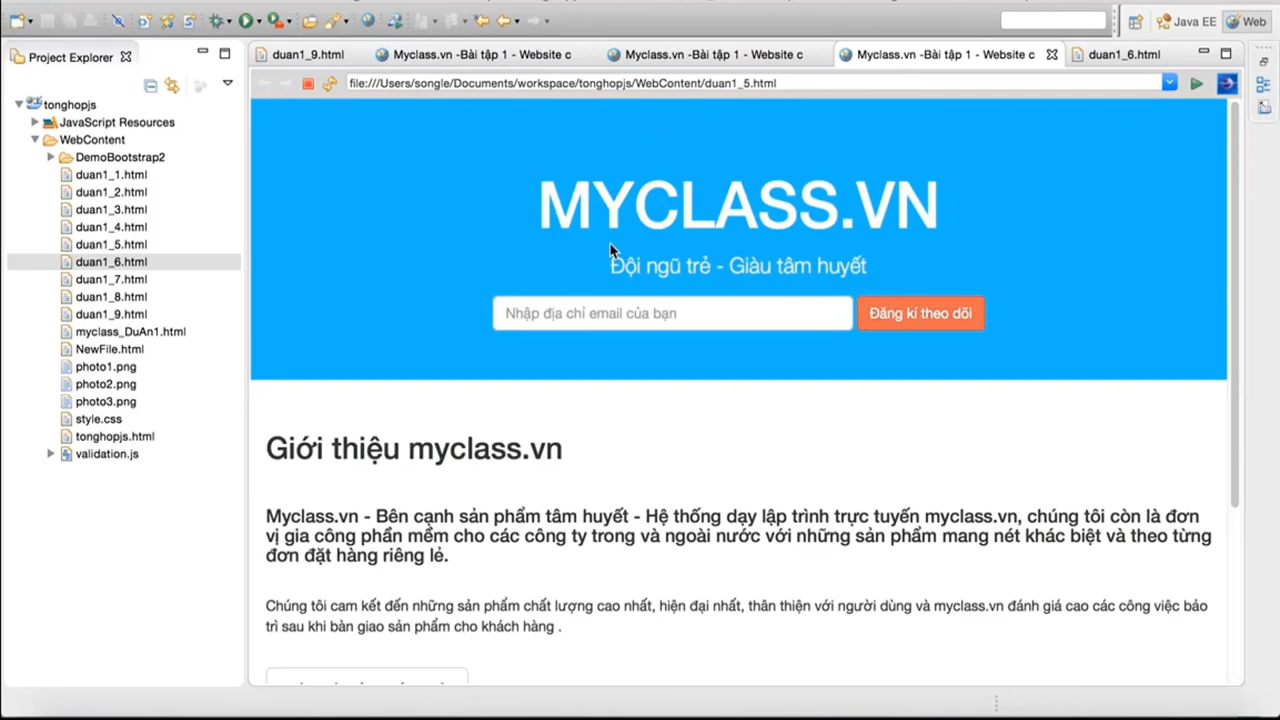 Java EE
Web
Project Explorer
duan1_9.html
Myclass.vn -Bài tập 1 - Website c
Myclass.vn -Bài tập 1 - Website c
Myclass.vn -Bài tập 1 - Website c
duan1_6.html
file:///Users/songle/Documents/workspace/tonghopjs/WebContent/duan1_5.html
tonghopjs
JavaScript Resources
WebContent
DemoBootstrap2
duan1_1.html
duan1_2.html
duan1_3.html
duan1_4.html
duan1_5.html
duan1_6.html
duan1_7.html
duan1_8.html
duan1_9.html
myclass_DuAn1.html
NewFile.html
photo1.png
photo2.png
photo3.png
style.css
tonghopjs.html
validation.js
MYCLASS.VN
Đội ngũ trẻ - Giàu tâm huyết
Nhập địa chỉ email của bạn
Đăng kí theo dõi
Giới thiệu myclass.vn
Myclass.vn - Bên cạnh sản phẩm tâm huyết - Hệ thống dạy lập trình trực tuyến myclass.vn, chúng tôi còn là đơn
vị gia công phần mềm cho các công ty trong và ngoài nước với những sản phẩm mang nét khác biệt và theo từng
đơn đặt hàng riêng lẻ.
Chúng tôi cam kết đến những sản phẩm chất lượng cao nhất, hiện đại nhất, thân thiện với người dùng và myclass.vn đánh giá cao các công việc bảo
trì sau khi bàn giao sản phẩm cho khách hàng .